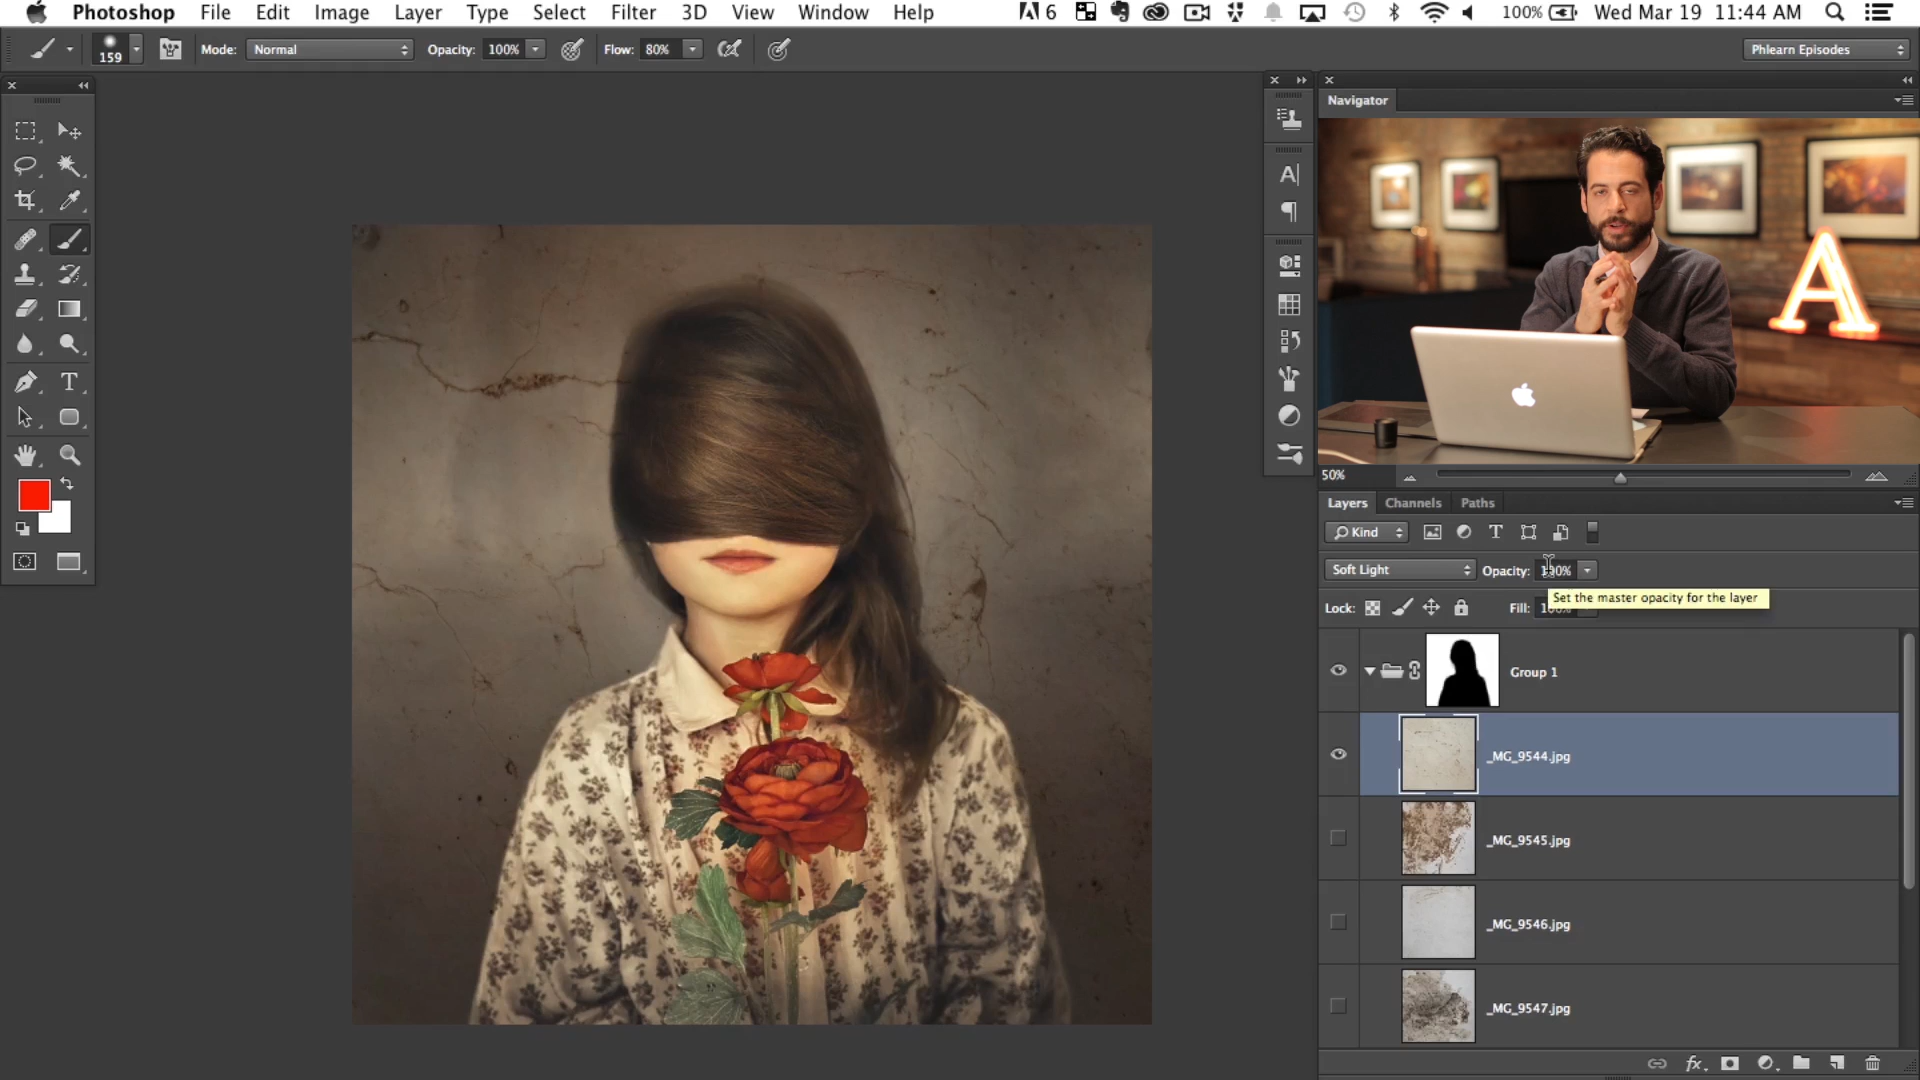 Photoshop File Edit Image Layer Type Select Filter 3D View Window Help 6 100% Wed Mar 19 11:44 AM
159 Mode: Normal Opacity: 100% Flow: 80% Phlearn Episodes
Navigator
A
A
50%
T
Layers Channels Paths
Kind T
Soft Light Opacity: 100%
Set the master opacity for the layer
Lock: Fill:
Group 1
_MG_9544.jpg
_MG_9545.jpg
_MG_9546.jpg
_MG_9547.jpg
fx